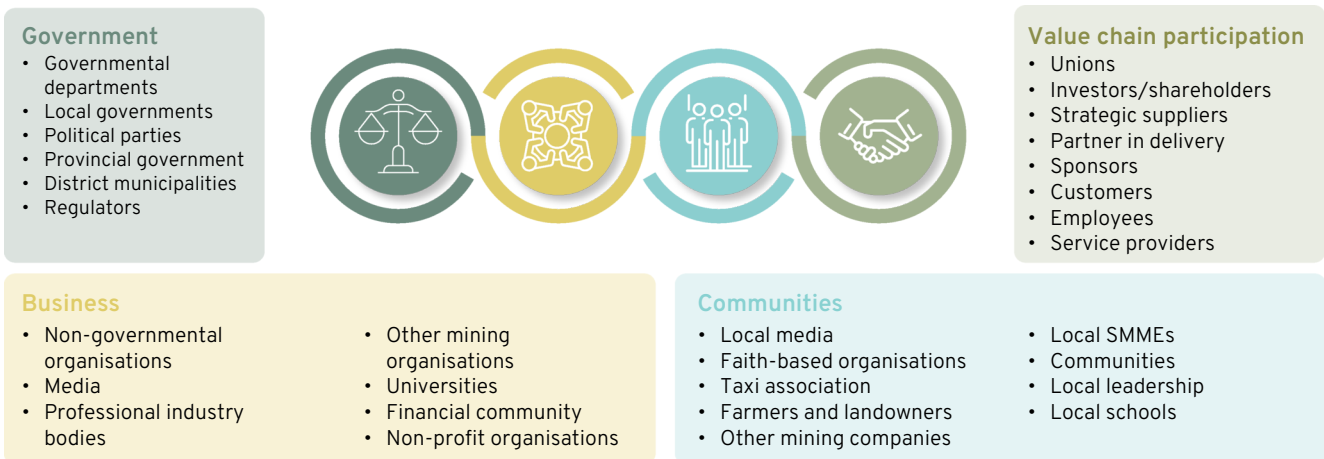 Government
• Governmental
departments
• Local governments
• Political parties
• Provincial government
• District municipalities
• Regulators
Value chain participation
• Unions
• Investors/shareholders
• Strategic suppliers
• Partner in delivery
• Sponsors
• Customers
• Employees
• Service providers
Business
• Non-governmental
organisations
• Media
• Professional industry
bodies
• Other mining
organisations
• Universities
• Financial community
• Non-profit organisations
Communities
• Local media
• Faith-based organisations
• Taxi association
• Farmers and landowners
• Other mining companies
• Local SMMEs
• Communities
• Local leadership
• Local schools